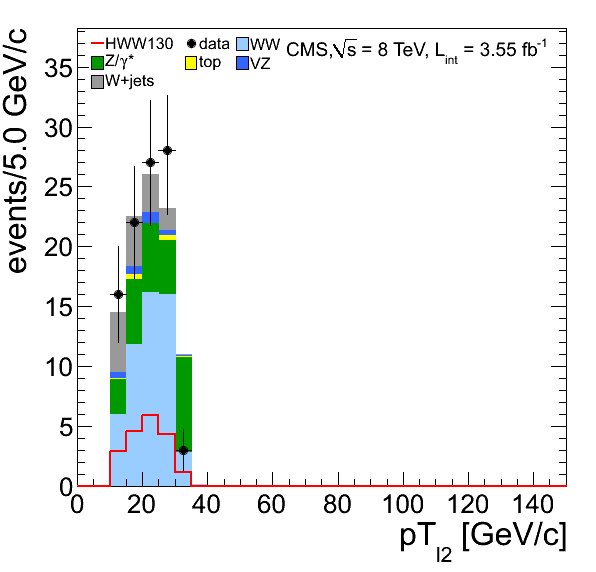 HWW130 data WW CMS,√s = 8 TeV, L_int = 3.55 fb⁻¹
Z/γ* top VZ
W+jets
events/5.0 GeV/c
35
30
25
20
15
10
5
0
0 20 40 60 80 100 120 140
pT_l2 [GeV/c]